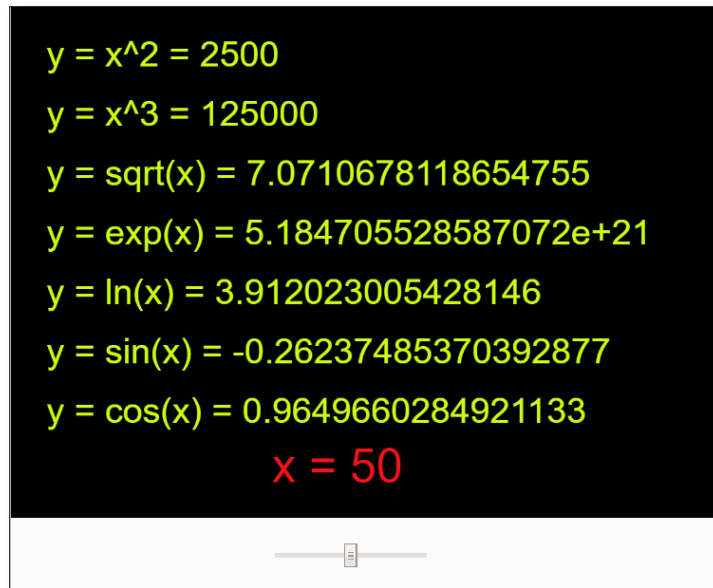 y = x^2 = 2500
y = x^3 = 125000
y = sqrt(x) = 7.0710678118654755
y = exp(x) = 5.184705528587072e+21
y = ln(x) = 3.912023005428146
y = sin(x) = -0.26237485370392877
y = cos(x) = 0.9649660284921133
x = 50